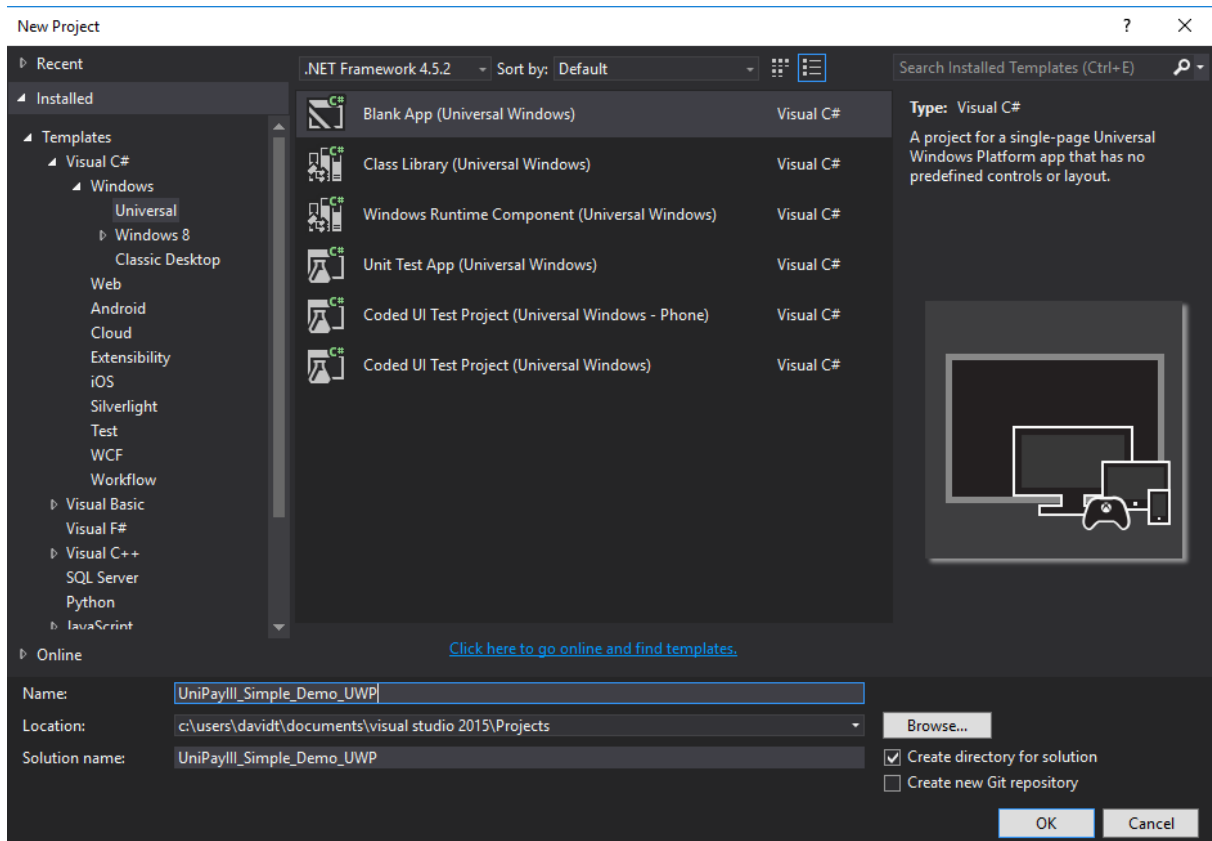 New Project
?
Recent
.NET Framework 4.5.2
Sort by: Default
Search Installed Templates (Ctrl+E)
Installed
Templates
Visual C#
Windows
Universal
Windows 8
Classic Desktop
Web
Android
Cloud
Extensibility
iOS
Silverlight
Test
WCF
Workflow
Visual Basic
Visual F#
Visual C++
SQL Server
Python
JavaScript
Online
C# Blank App (Universal Windows) Visual C#
C# Class Library (Universal Windows) Visual C#
C# Windows Runtime Component (Universal Windows) Visual C#
C# Unit Test App (Universal Windows) Visual C#
C# Coded UI Test Project (Universal Windows - Phone) Visual C#
C# Coded UI Test Project (Universal Windows) Visual C#
Click here to go online and find templates.
Type: Visual C#
A project for a single-page Universal
Windows Platform app that has no
predefined controls or layout.
Name: UniPayIII_Simple_Demo_UWP
Location: c:\users\davidt\documents\visual studio 2015\Projects
Browse...
Solution name: UniPayIII_Simple_Demo_UWP
Create directory for solution
Create new Git repository
OK
Cancel